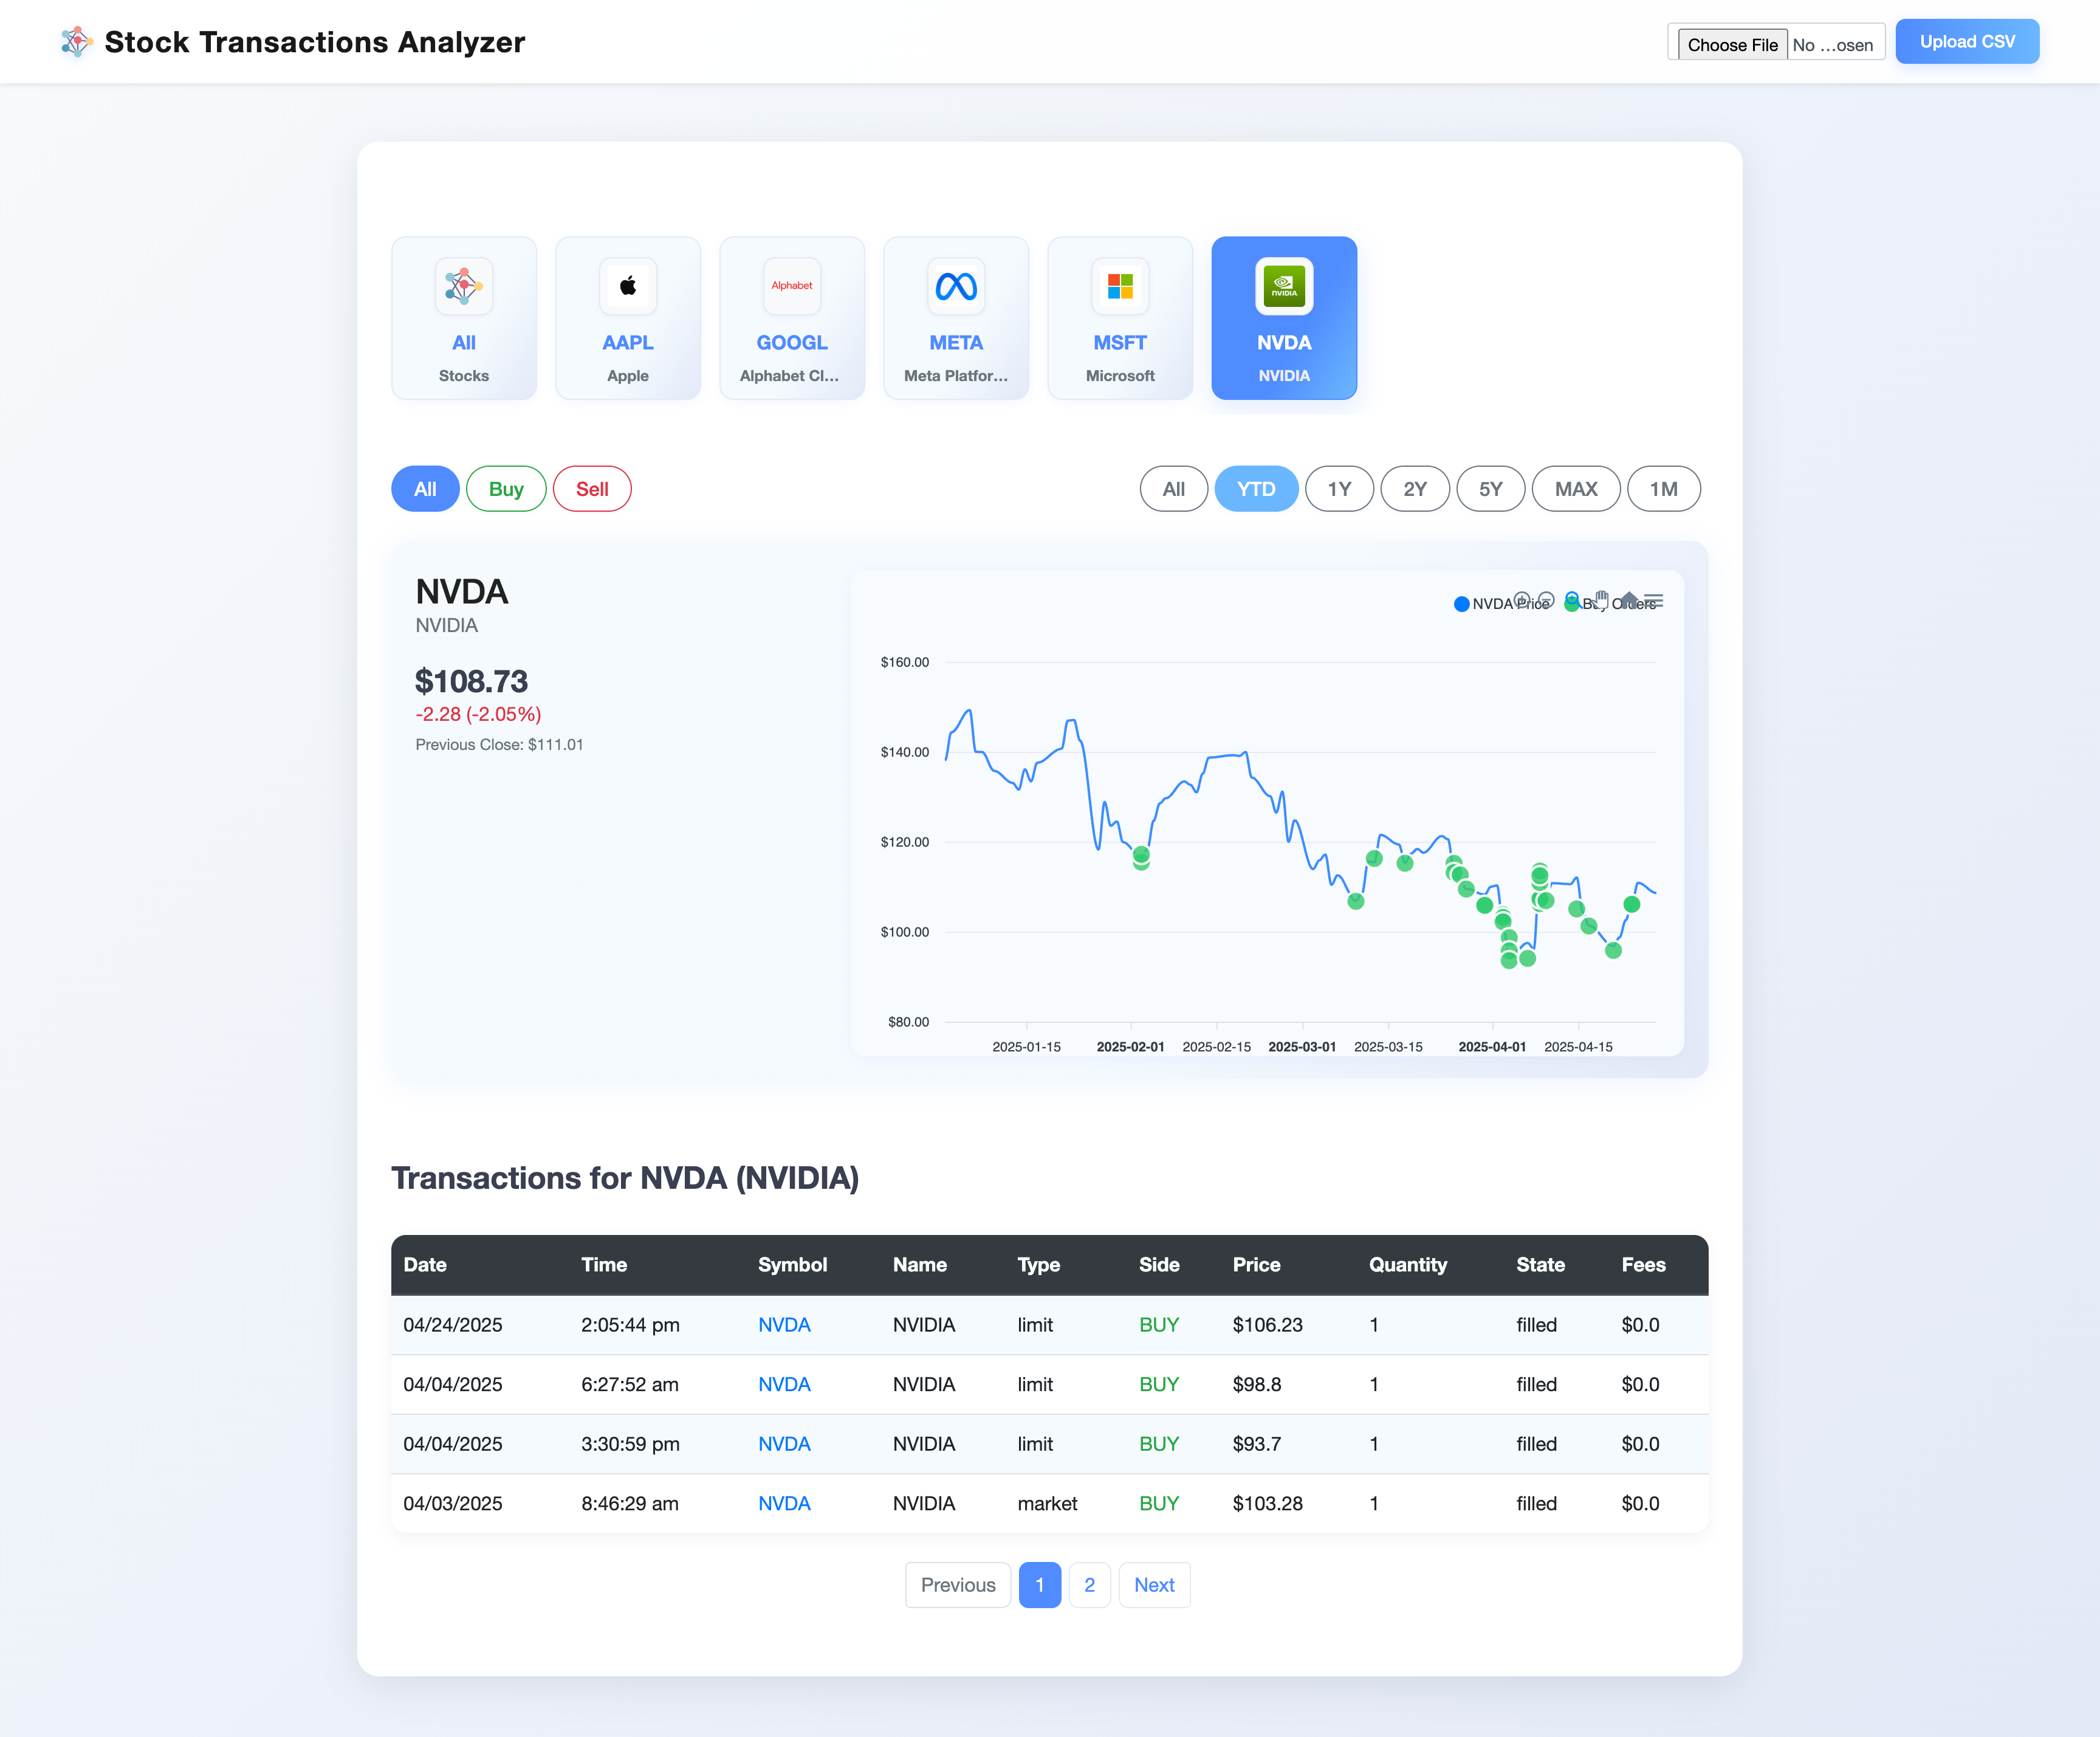 Stock Transactions Analyzer
Choose File No ...osen
Upload CSV
All
Stocks
AAPL
Apple
Alphabet
GOOGL
Alphabet Cl...
META
Meta Platfor...
MSFT
Microsoft
NVIDIA
NVDA
NVIDIA
All Buy Sell
All YTD 1Y 2Y 5Y MAX 1M
NVDA
NVIDIA
$108.73
-2.28 (-2.05%)
Previous Close: $111.01
NVDA Price Buy Orders
$160.00
$140.00
$120.00
$100.00
$80.00
2025-01-15 2025-02-01 2025-02-15 2025-03-01 2025-03-15 2025-04-01 2025-04-15
Transactions for NVDA (NVIDIA)
Date Time Symbol Name Type Side Price Quantity State Fees
04/24/2025 2:05:44 pm NVDA NVIDIA limit BUY $106.23 1 filled $0.0
04/04/2025 6:27:52 am NVDA NVIDIA limit BUY $98.8 1 filled $0.0
04/04/2025 3:30:59 pm NVDA NVIDIA limit BUY $93.7 1 filled $0.0
04/03/2025 8:46:29 am NVDA NVIDIA market BUY $103.28 1 filled $0.0
Previous 1 2 Next